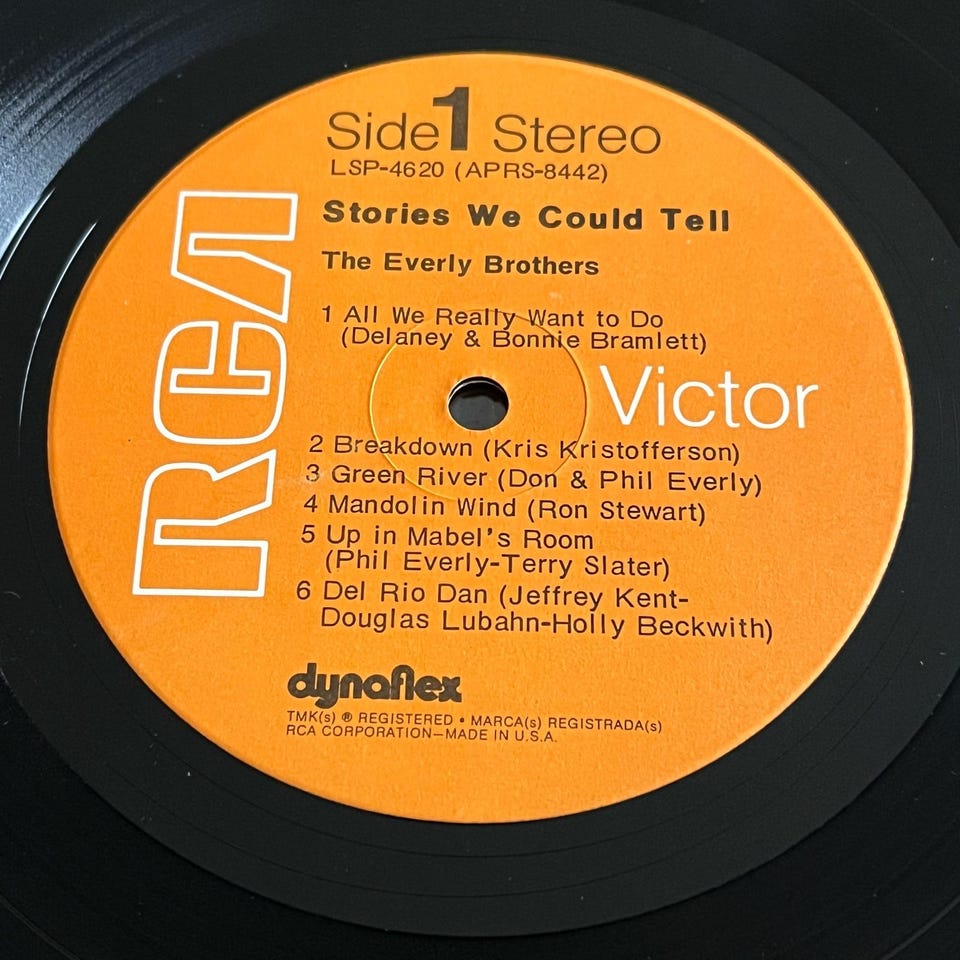 Side 1 Stereo
LSP-4620 (APRS-8442)
Stories We Could Tell
The Everly Brothers
1 All We Really Want to Do
(Delaney & Bonnie Bramlett)
RCA
Victor
2 Breakdown (Kris Kristofferson)
3 Green River (Don & Phil Everly)
4 Mandolin Wind (Ron Stewart)
5 Up in Mabel's Room
(Phil Everly-Terry Slater)
6 Del Rio Dan (Jeffrey Kent-
Douglas Lubahn-Holly Beckwith)
dynaflex
TMK(s) ® REGISTERED • MARCA(s) REGISTRADA(s)
RCA CORPORATION—MADE IN U.S.A.